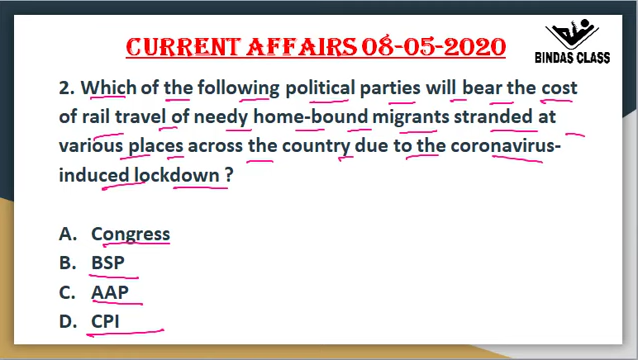 CURRENT AFFAIRS 08-05-2020
BINDAS CLASS
2. Which of the following political parties will bear the cost
of rail travel of needy home-bound migrants stranded at
various places across the country due to the coronavirus-
induced lockdown ?
A. Congress
B. BSP
C. AAP
D. CPI